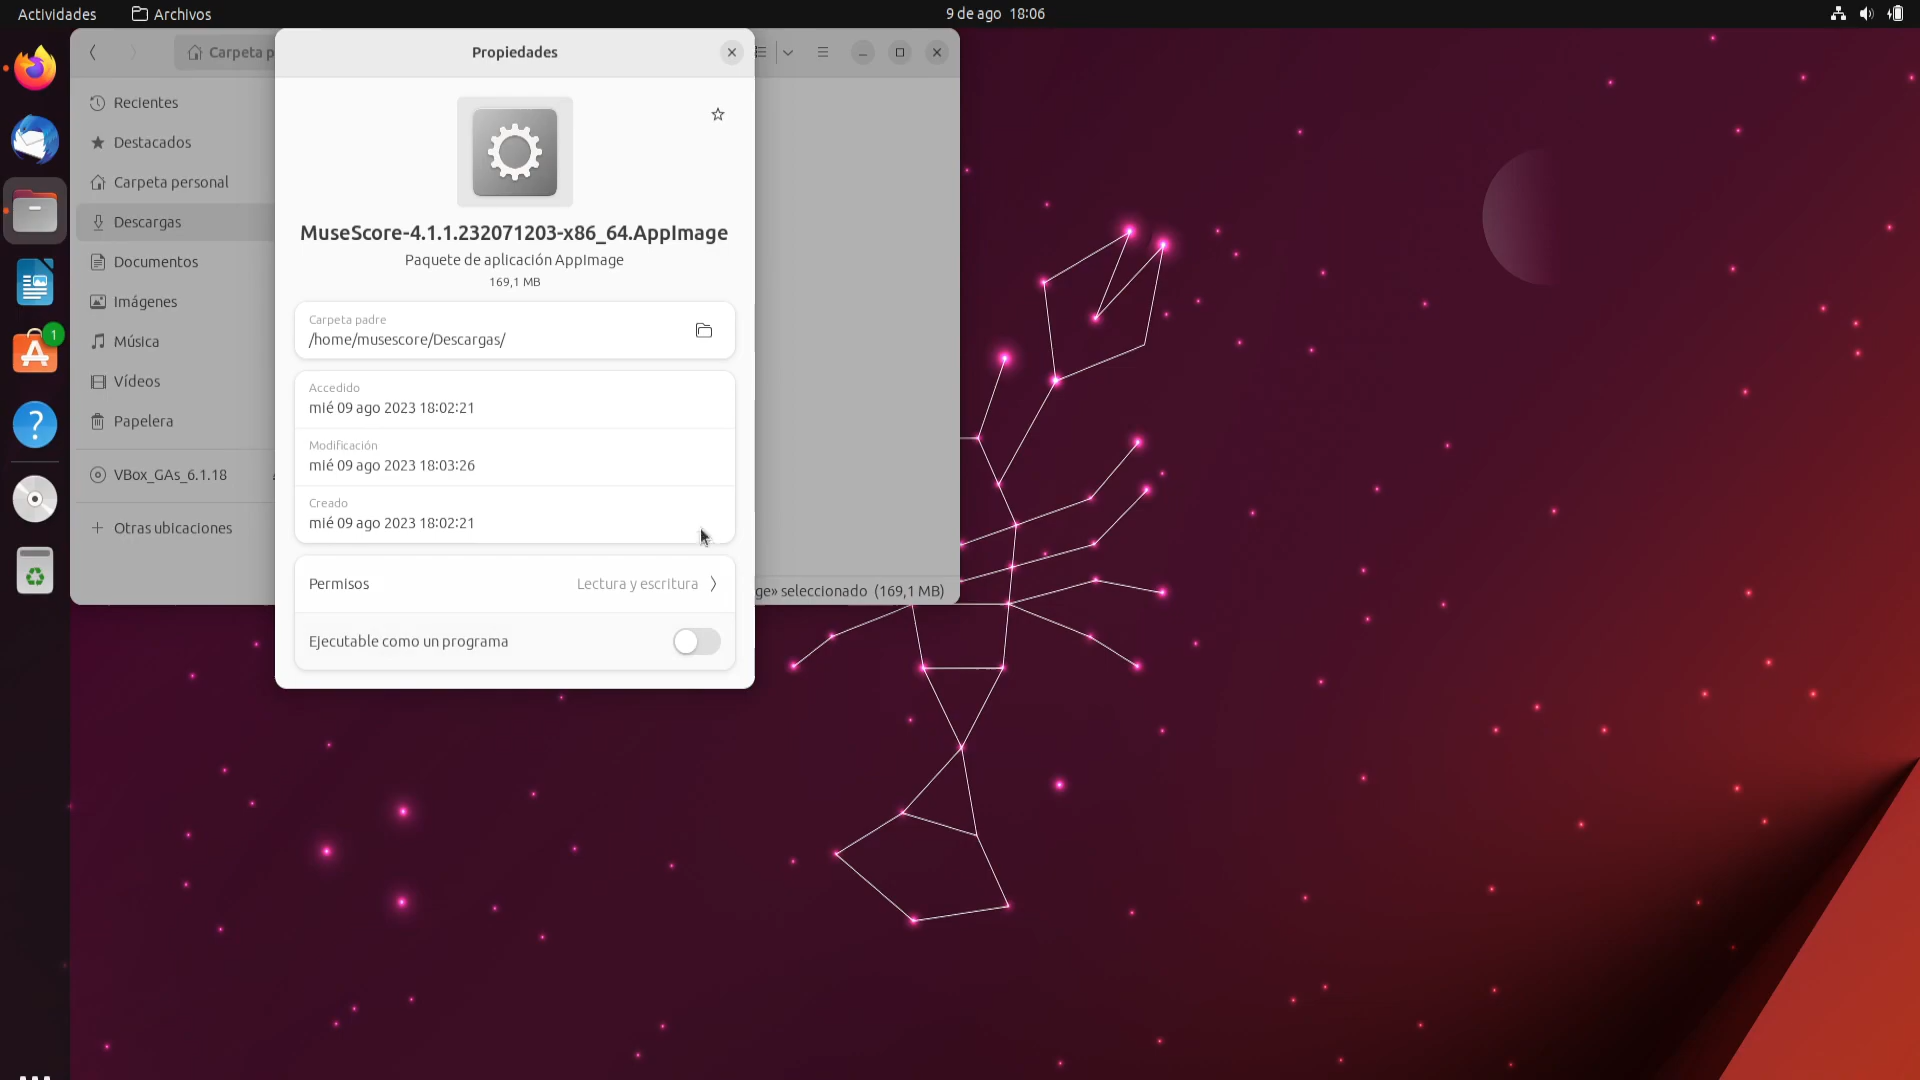 Actividades
Archivos
9 de ago 18:06
Carpeta p
Propiedades
Recientes
Destacados
Carpeta personal
Descargas
Documentos
Imágenes
Música
Vídeos
Papelera
VBox_GAs_6.1.18
Otras ubicaciones
1
MuseScore-4.1.1.232071203-x86_64.AppImage
Paquete de aplicación AppImage
169,1 MB
Carpeta padre
/home/musescore/Descargas/
Accedido
mié 09 ago 2023 18:02:21
Modificación
mié 09 ago 2023 18:03:26
Creado
mié 09 ago 2023 18:02:21
Permisos
Lectura y escritura
Ejecutable como un programa
ge» seleccionado (169,1 MB)